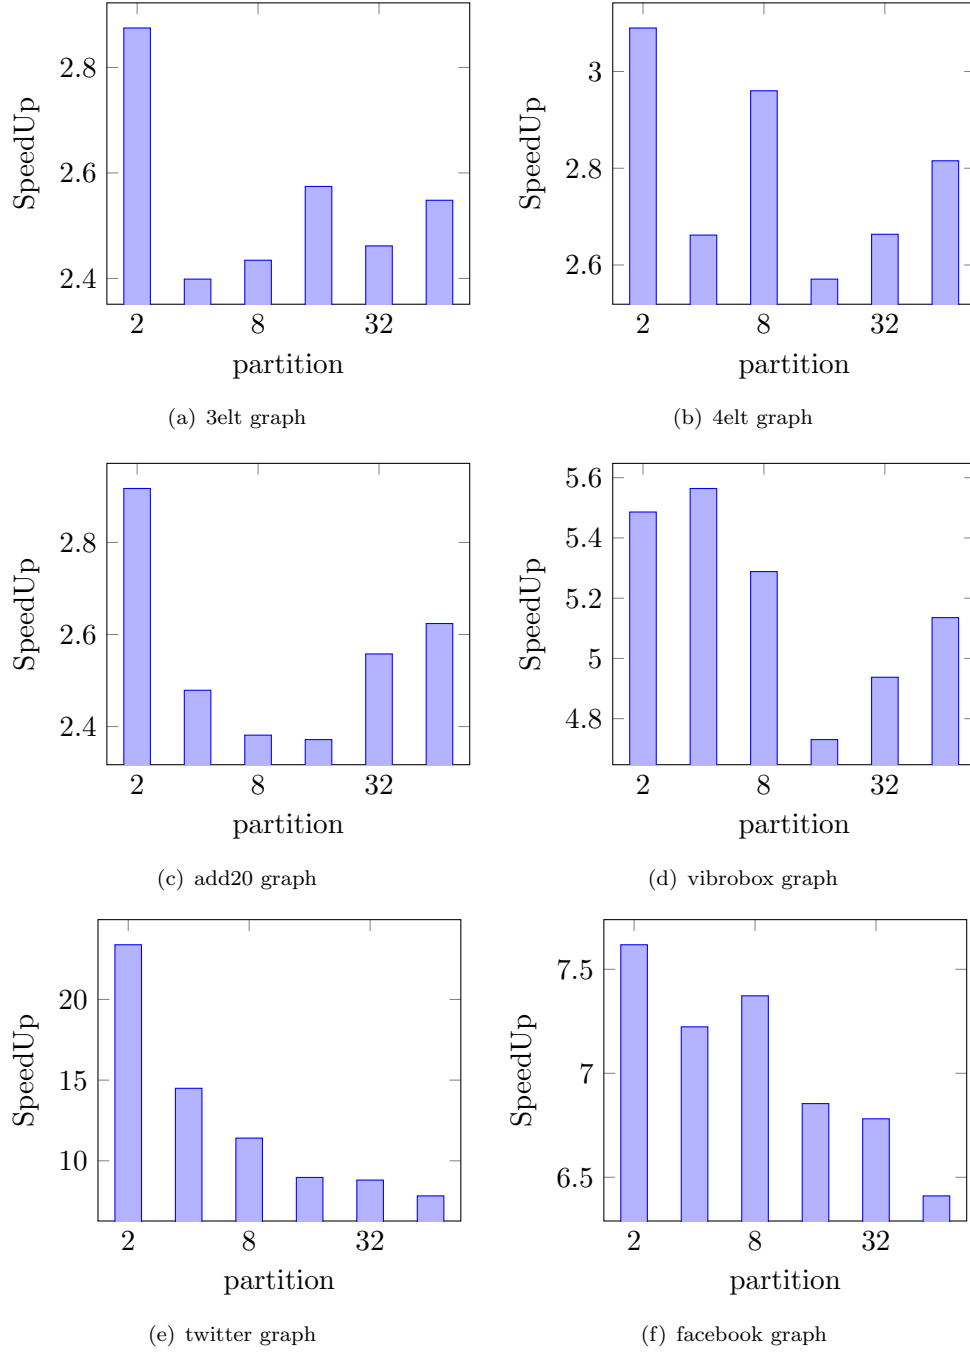 2.8
2.6
2.4
SpeedUp
2 8 32
partition
(a) 3elt graph
3
2.8
2.6
SpeedUp
2 8 32
partition
(b) 4elt graph
2.8
2.6
2.4
SpeedUp
2 8 32
partition
(c) add20 graph
5.6
5.4
5.2
5
4.8
SpeedUp
2 8 32
partition
(d) vibrobox graph
20
15
10
SpeedUp
2 8 32
partition
(e) twitter graph
7.5
7
6.5
SpeedUp
2 8 32
partition
(f) facebook graph